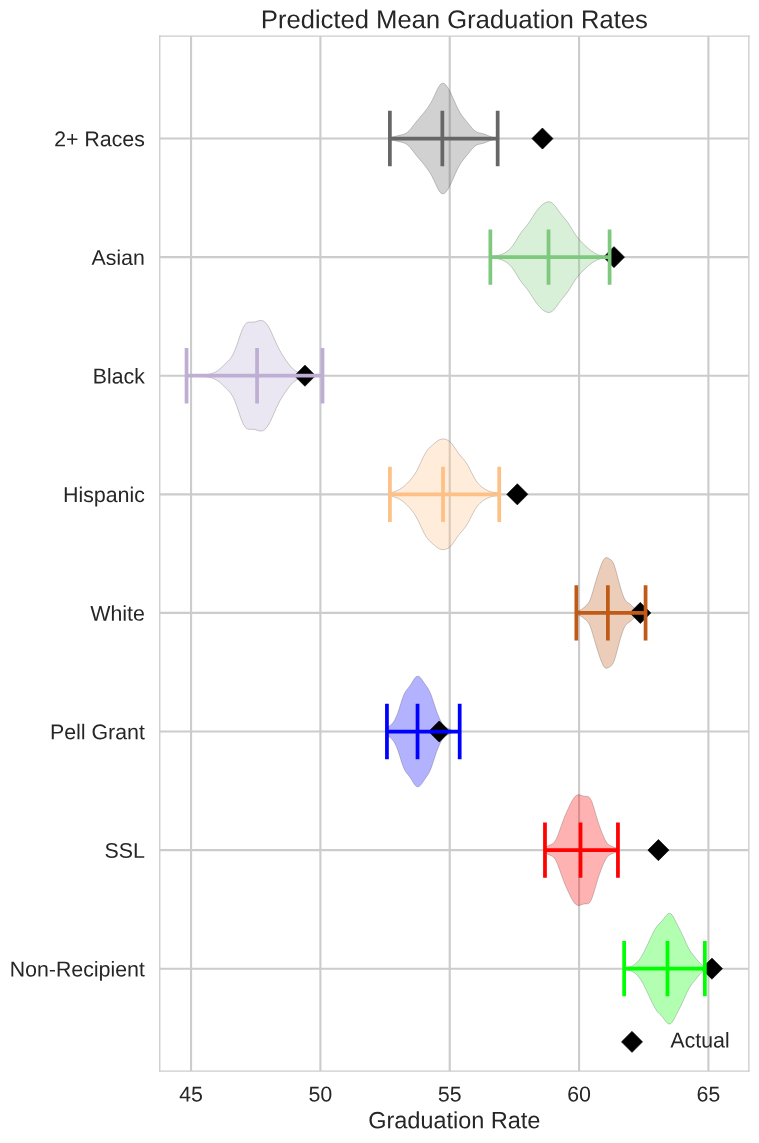 Predicted Mean Graduation Rates
2+ Races
Asian
Black
Hispanic
White
Pell Grant
SSL
Non-Recipient
Actual
45 50 55 60 65
Graduation Rate